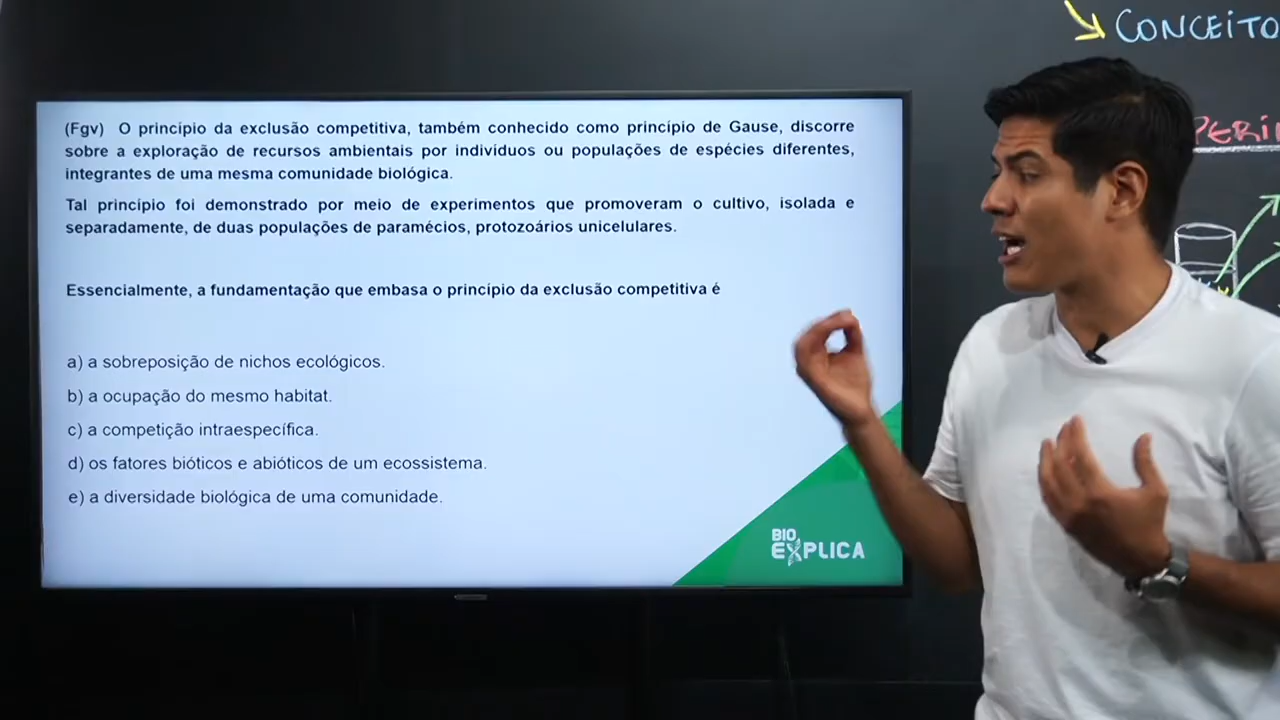 CONCEITO
(Fgv) O princípio da exclusão competitiva, também conhecido como princípio de Gause, discorre
sobre a exploração de recursos ambientais por indivíduos ou populações de espécies diferentes,
integrantes de uma mesma comunidade biológica.
Tal princípio foi demonstrado por meio de experimentos que promoveram o cultivo, isolada e
separadamente, de duas populações de paramécios, protozoários unicelulares.
Essencialmente, a fundamentação que embasa o princípio da exclusão competitiva é
a) a sobreposição de nichos ecológicos.
b) a ocupação do mesmo habitat.
c) a competição intraespecífica.
d) os fatores bióticos e abióticos de um ecossistema.
e) a diversidade biológica de uma comunidade.
BIO
EXPLICA